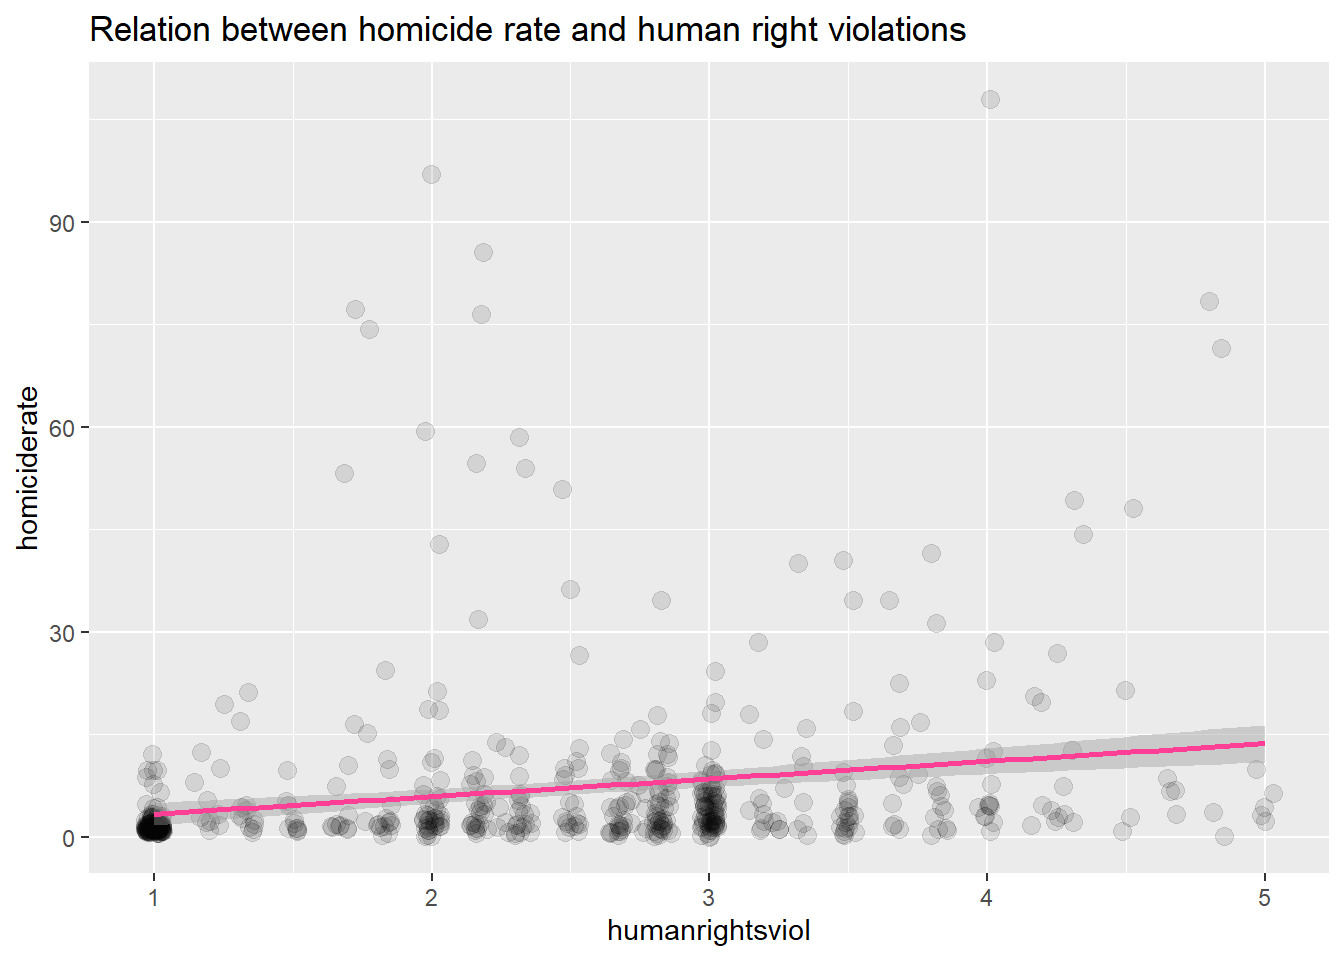 Relation between homicide rate and human right violations
90
60
30
0
homiciderate
1 2 3 4 5
humanrightsviol